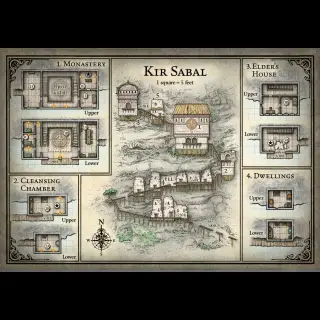 KIR SABAL
1 square = 5 feet
1. MONASTERY
Upper
Lower
2. CLEANSING
CHAMBER
Upper
Lower
3. ELDER'S
HOUSE
Upper
Lower
4. DWELLINGS
Upper
Lower
N